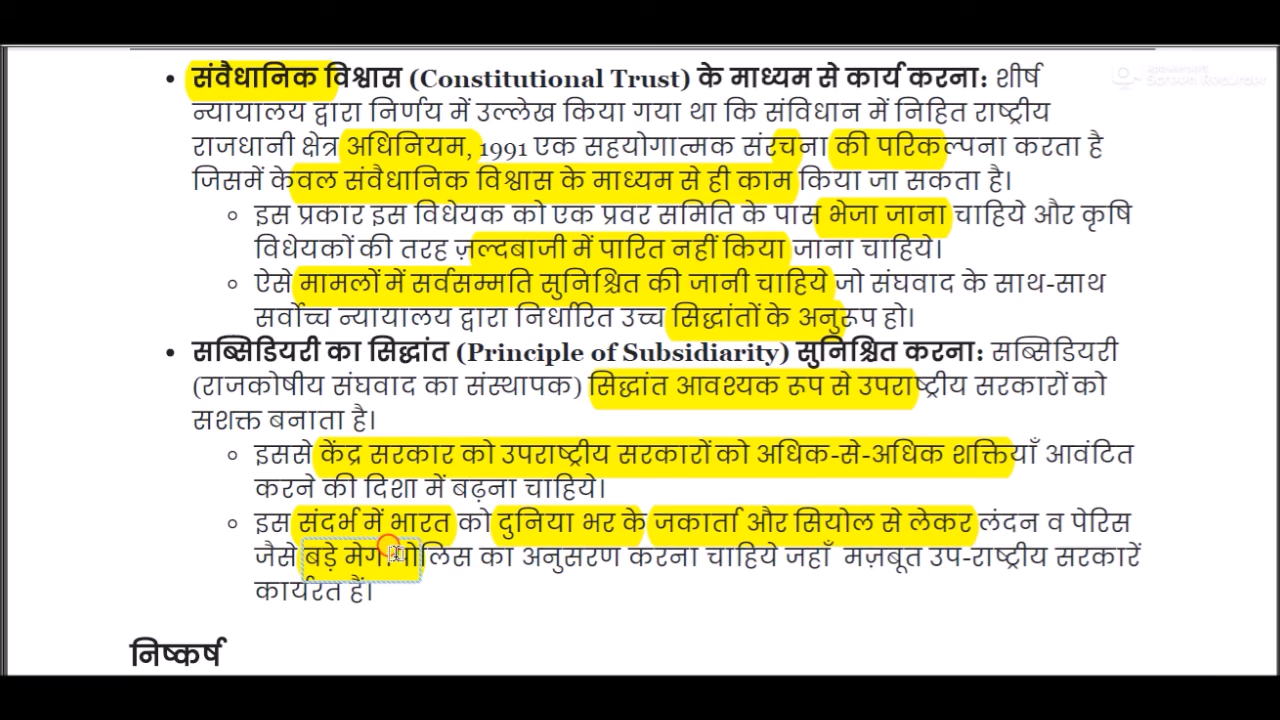 • संवैधानिक विश्वास (Constitutional Trust) के माध्यम से कार्य करना: शीर्ष
न्यायालय द्वारा निर्णय में उल्लेख किया गया था कि संविधान में निहित राष्ट्रीय
राजधानी क्षेत्र अधिनियम, 1991 एक सहयोगात्मक संरचना की परिकल्पना करता है
जिसमें केवल संवैधानिक विश्वास के माध्यम से ही काम किया जा सकता है।
○ इस प्रकार इस विधेयक को एक प्रवर समिति के पास भेजा जाना चाहिये और कृषि
विधेयकों की तरह ज़ल्दबाजी में पारित नहीं किया जाना चाहिये।
○ ऐसे मामलों में सर्वसम्मति सुनिश्चित की जानी चाहिये जो संघवाद के साथ-साथ
सर्वोच्च न्यायालय द्वारा निर्धारित उच्च सिद्धांतों के अनुरूप हो।
• सब्सिडियरी का सिद्धांत (Principle of Subsidiarity) सुनिश्चित करना: सब्सिडियरी
(राजकोषीय संघवाद का संस्थापक) सिद्धांत आवश्यक रूप से उपराष्ट्रीय सरकारों को
सशक्त बनाता है।
○ इससे केंद्र सरकार को उपराष्ट्रीय सरकारों को अधिक-से-अधिक शक्तियाँ आवंटित
करने की दिशा में बढ़ना चाहिये।
○ इस संदर्भ में भारत को दुनिया भर के जकार्ता और सियोल से लेकर लंदन व पेरिस
जैसे बड़े का अनुसरण करना चाहिये जहाँ मज़बूत उप-राष्ट्रीय सरकारें
कार्यरत हैं।
निष्कर्ष